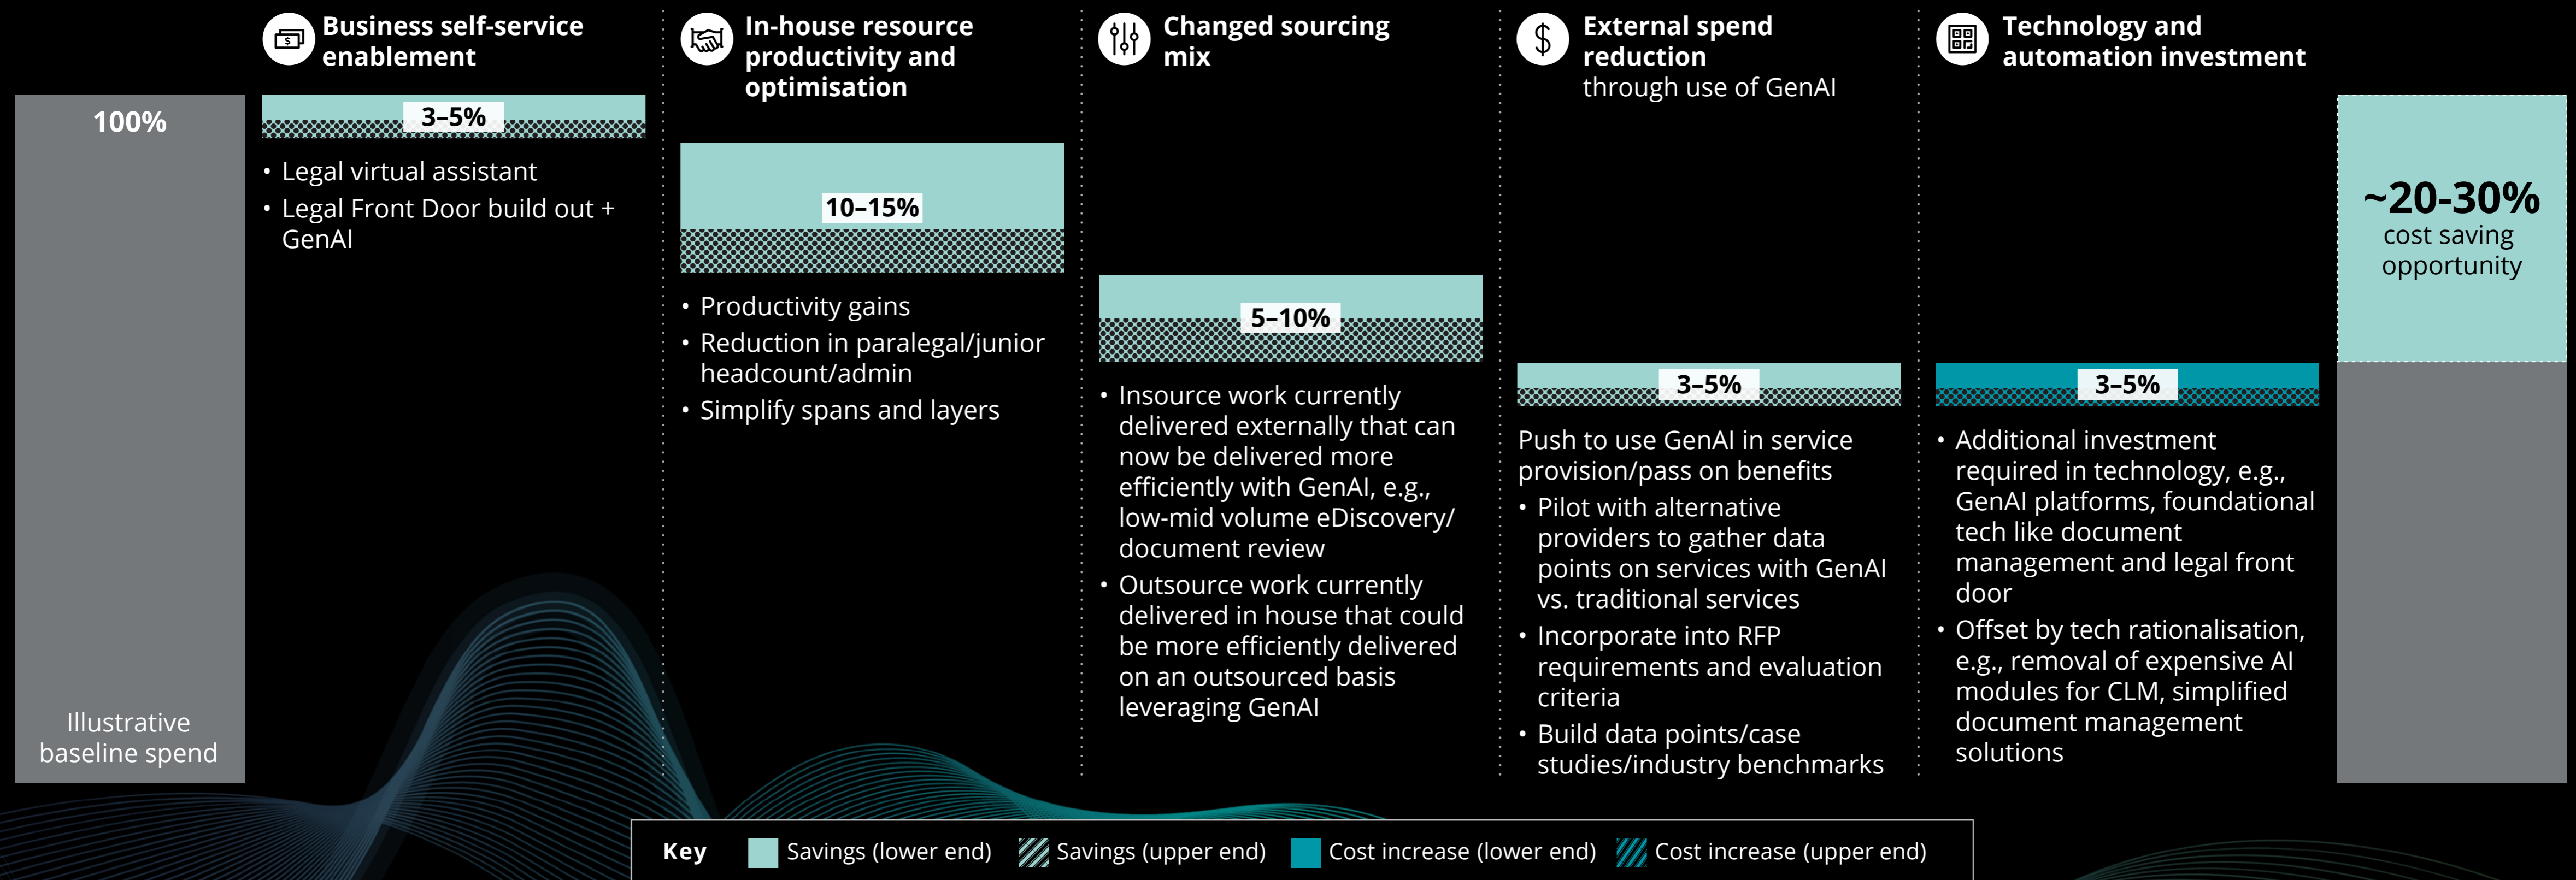 100%
Illustrative
baseline spend
Business self-service
enablement
3–5%
• Legal virtual assistant
• Legal Front Door build out +
GenAI
In-house resource
productivity and
optimisation
10–15%
• Productivity gains
• Reduction in paralegal/junior
headcount/admin
• Simplify spans and layers
Changed sourcing
mix
5–10%
• Insource work currently
delivered externally that can
now be delivered more
efficiently with GenAI, e.g.,
low-mid volume eDiscovery/
document review
• Outsource work currently
delivered in house that could
be more efficiently delivered
on an outsourced basis
leveraging GenAI
External spend
reduction
through use of GenAI
3–5%
Push to use GenAI in service
provision/pass on benefits
• Pilot with alternative
providers to gather data
points on services with GenAI
vs. traditional services
• Incorporate into RFP
requirements and evaluation
criteria
• Build data points/case
studies/industry benchmarks
Technology and
automation investment
3–5%
• Additional investment
required in technology, e.g.,
GenAI platforms, foundational
tech like document
management and legal front
door
• Offset by tech rationalisation,
e.g., removal of expensive AI
modules for CLM, simplified
document management
solutions
~20-30%
cost saving
opportunity
Key
Savings (lower end)
Savings (upper end)
Cost increase (lower end)
Cost increase (upper end)